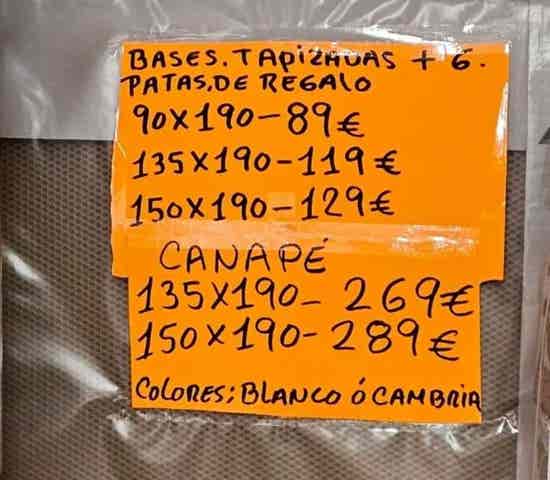 BASES. TAPIZADAS + 6.
PATAS.DE REGALO
90X190-89€
135X190-119€
150X190-129€
CANAPÉ
135X190- 269€
150X190-289€
COLORES; BLANCO ó CAMBRIA